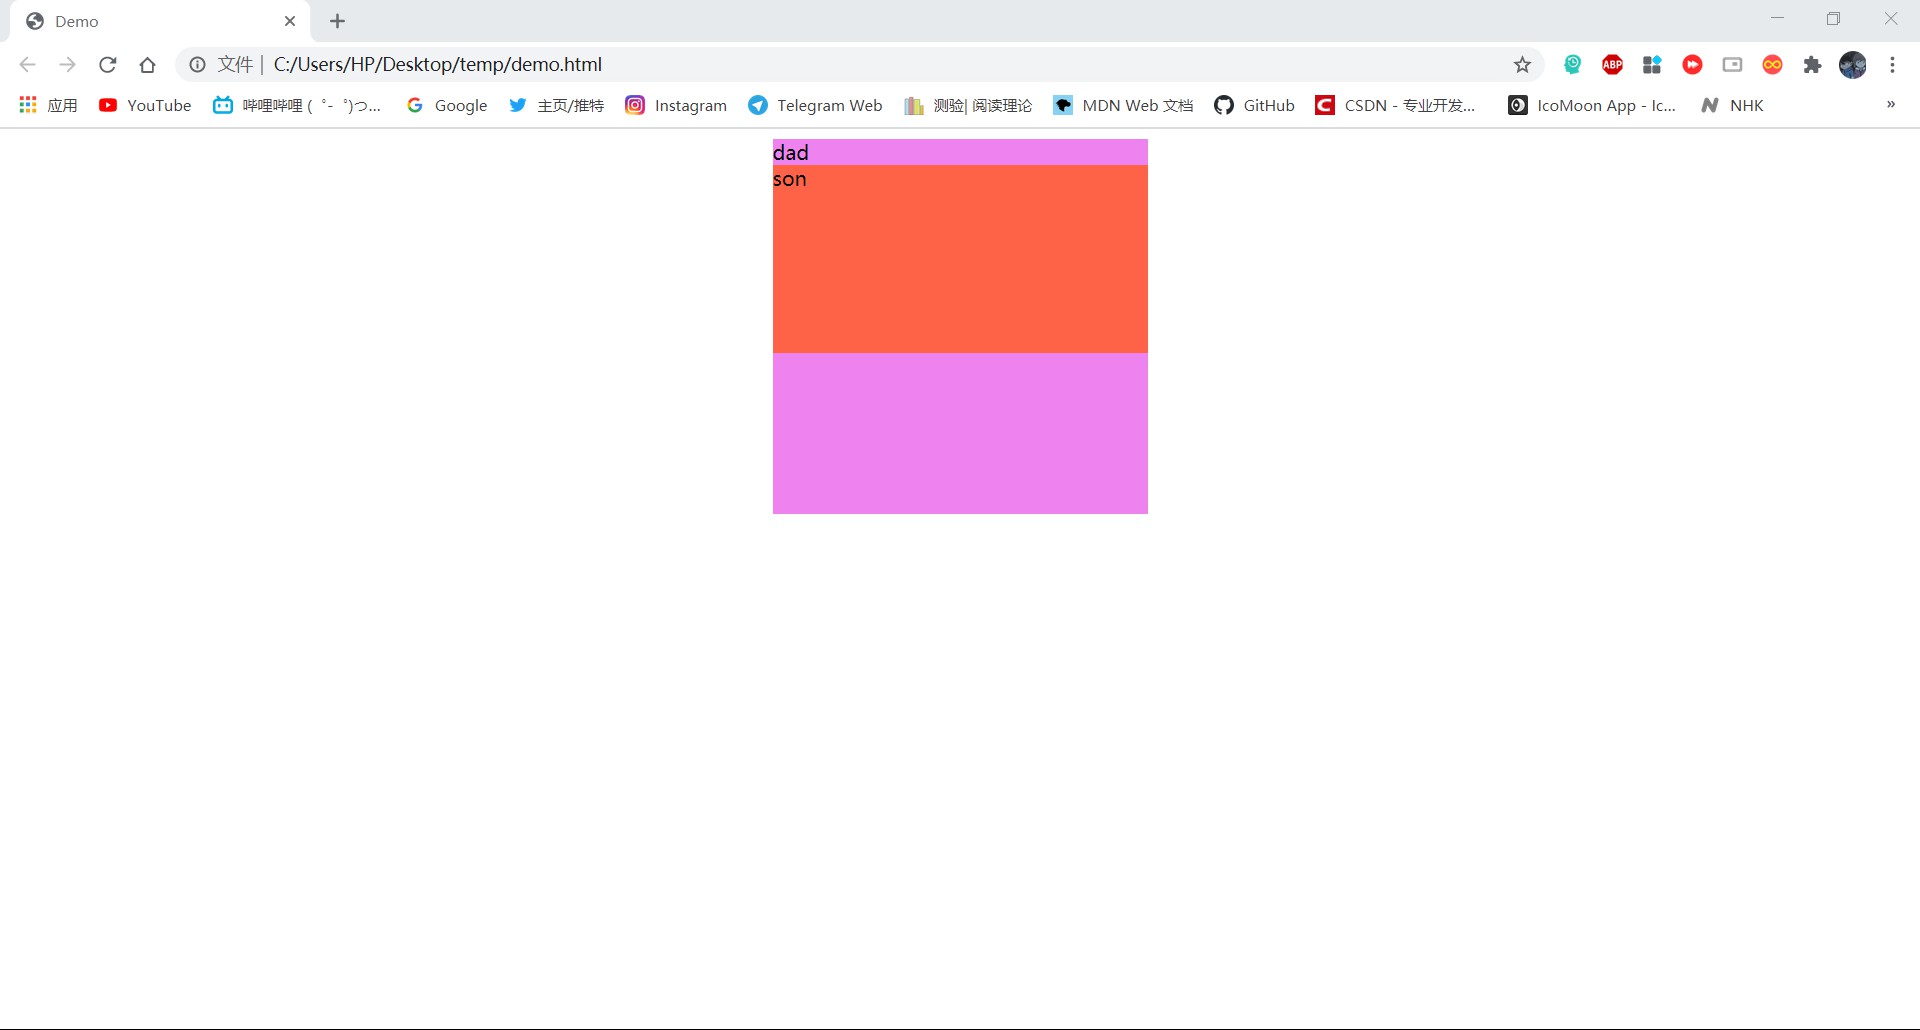 Demo
文件 | C:/Users/HP/Desktop/temp/demo.html
ABP
应用 YouTube 哔哩哔哩 ( ゜- ゜)つ... Google 主页/推特 Instagram Telegram Web 测验| 阅读理论 MDN Web 文档 GitHub CSDN - 专业开发... IcoMoon App - Ic... NHK »
dad
son